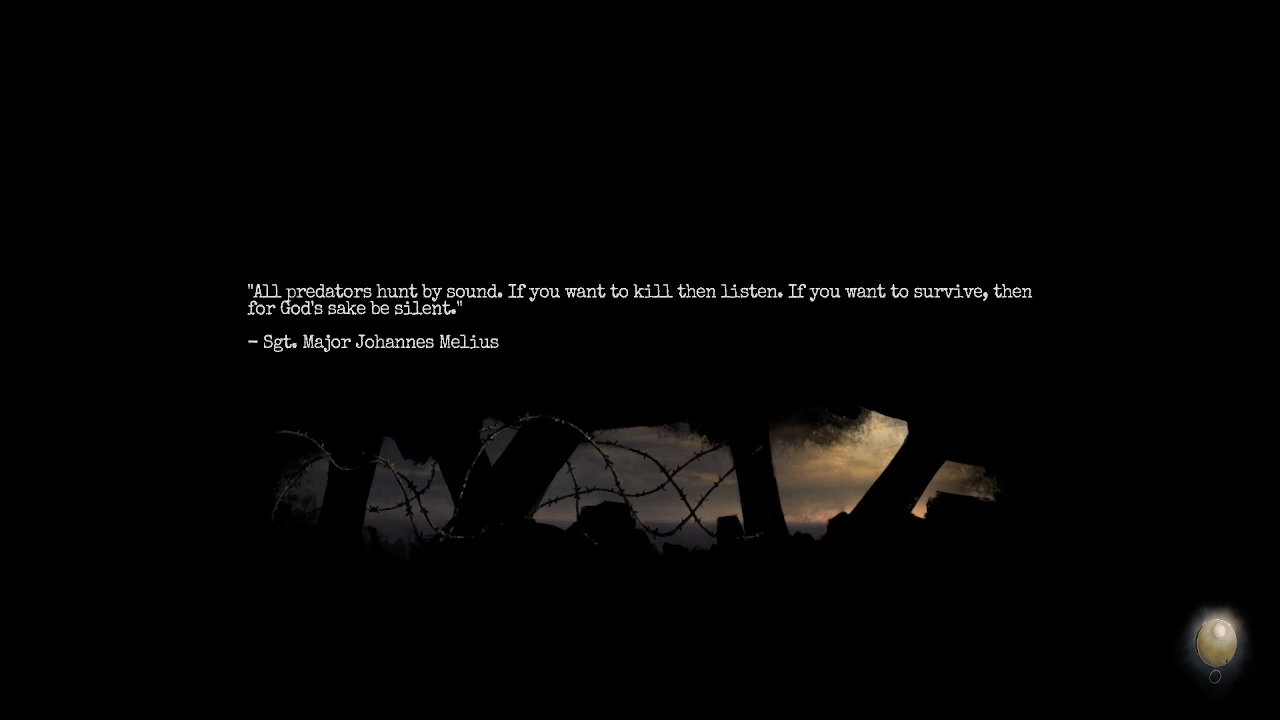 "All predators hunt by sound. If you want to kill then listen. If you want to survive, then
for God's sake be silent."
- Sgt. Major Johannes Melius